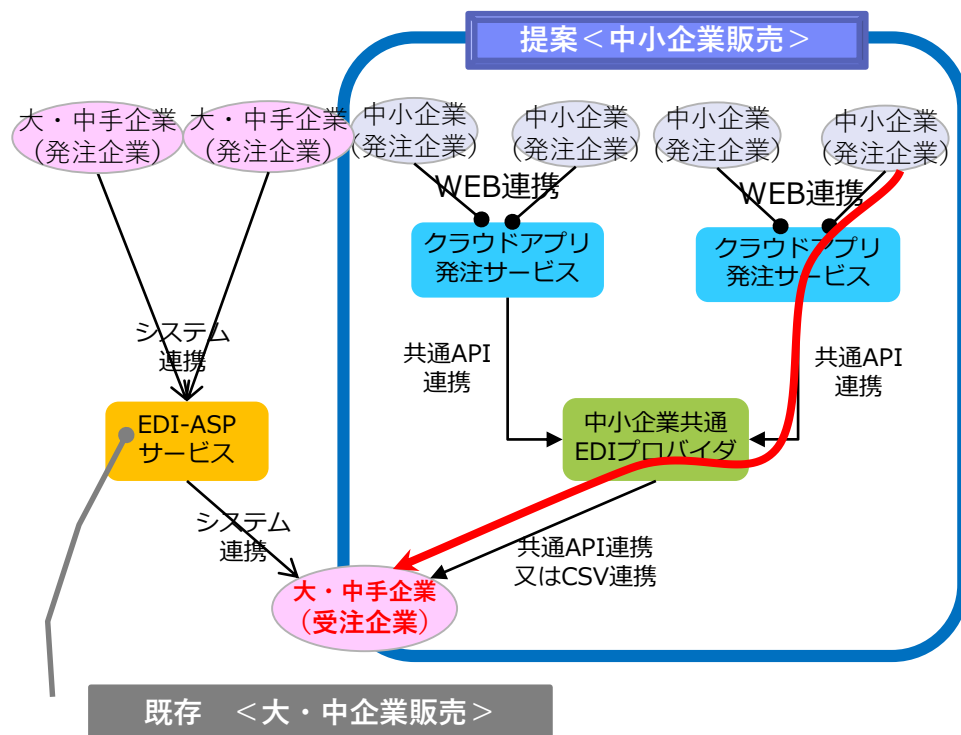 提案＜中小企業販売＞
大・中手企業
（発注企業）
大・中手企業
（発注企業）
中小企業
（発注企業）
中小企業
（発注企業）
中小企業
（発注企業）
中小企業
（発注企業）
WEB連携
WEB連携
クラウドアプリ
発注サービス
クラウドアプリ
発注サービス
システム
連携
共通API
連携
共通API
連携
EDI-ASP
サービス
中小企業共通
EDIプロバイダ
システム
連携
共通API連携
又はCSV連携
大・中手企業
（受注企業）
既存　＜大・中企業販売＞